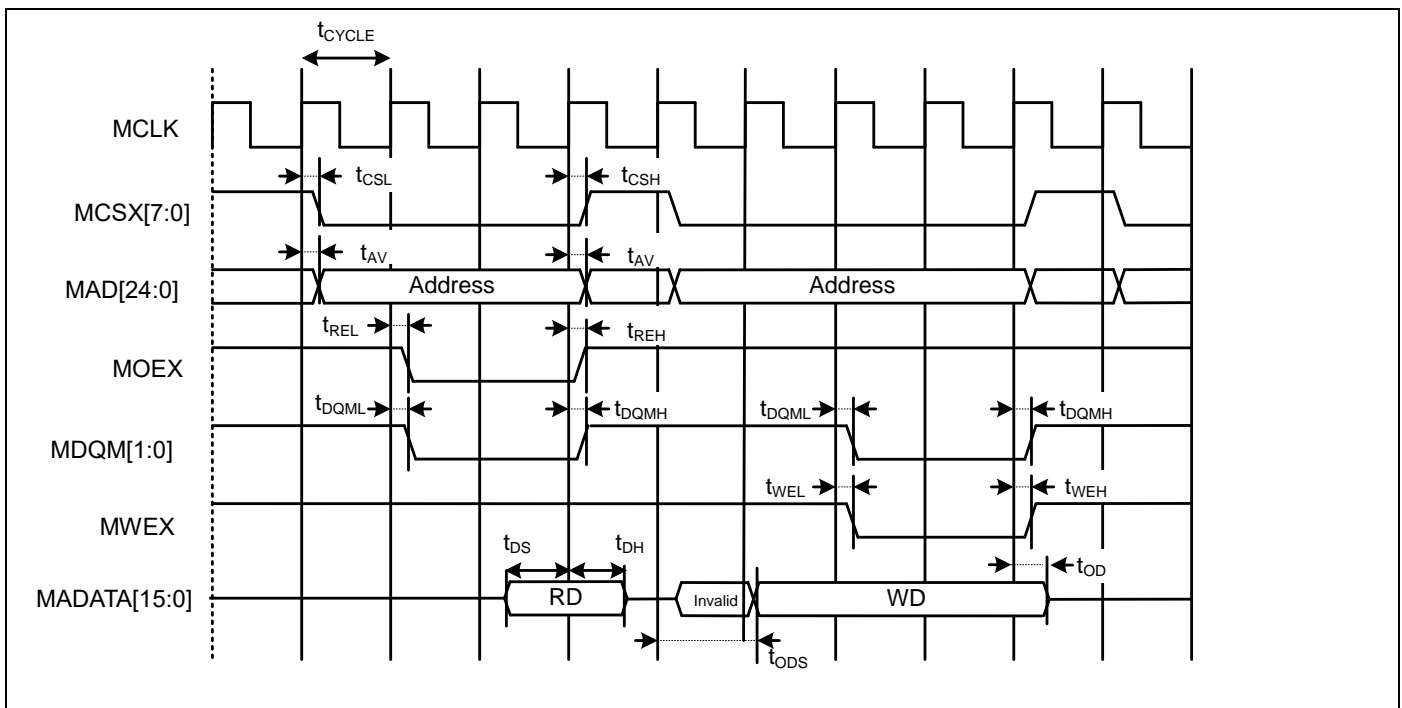 tCYCLE
MCLK
tCSL tCSH
MCSX[7:0]
tAV tAV
MAD[24:0] Address Address
tREL tREH
MOEX
tDQML tDQMH tDQML tDQMH
MDQM[1:0]
tWEL tWEH
MWEX
tDS tDH
tOD
MADATA[15:0] RD Invalid WD
tODS